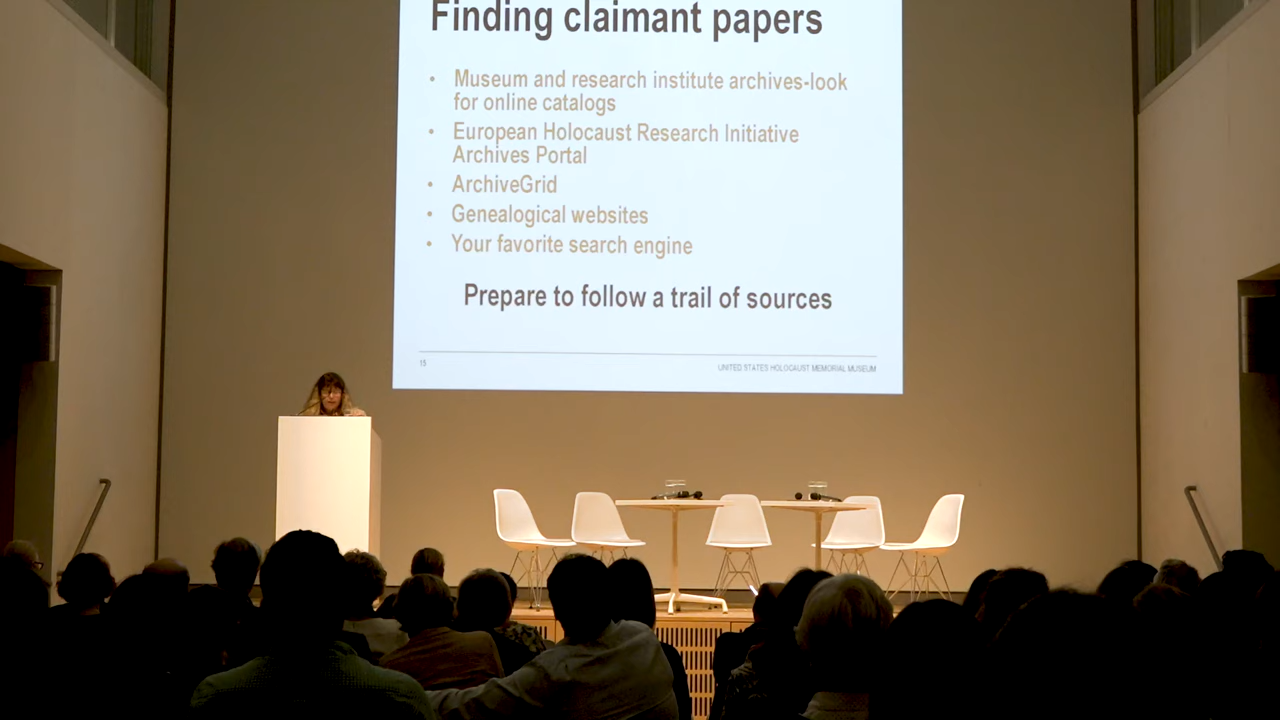 Finding claimant papers
• Museum and research institute archives-look
for online catalogs
• European Holocaust Research Initiative
Archives Portal
• ArchiveGrid
• Genealogical websites
• Your favorite search engine
Prepare to follow a trail of sources
15
UNITED STATES HOLOCAUST MEMORIAL MUSEUM